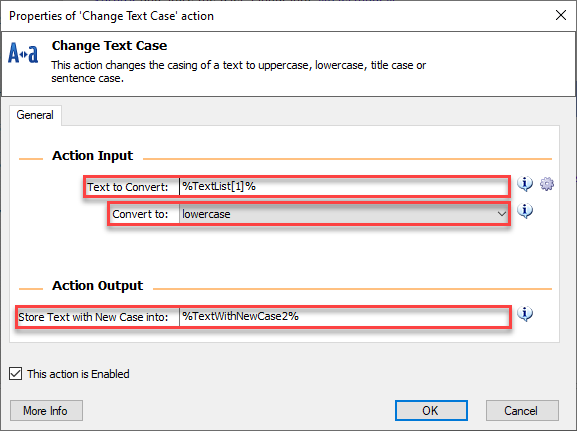 Properties of 'Change Text Case' action
A↔a
Change Text Case
This action changes the casing of a text to uppercase, lowercase, title case or
sentence case.
General
Action Input
Text to Convert: %TextList[1]%
Convert to: lowercase
Action Output
Store Text with New Case into: %TextWithNewCase2%
This action is Enabled
More Info OK Cancel